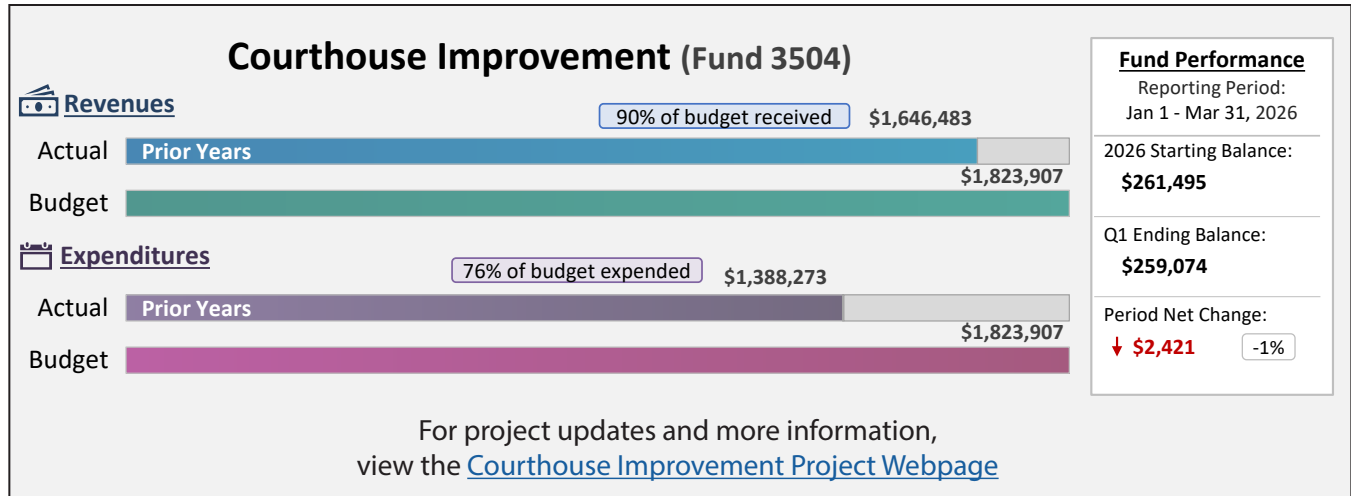 Courthouse Improvement (Fund 3504)
Revenues
90% of budget received $1,646,483
Actual Prior Years
$1,823,907
Budget
Expenditures
76% of budget expended $1,388,273
Actual Prior Years
$1,823,907
Budget
For project updates and more information,
view the Courthouse Improvement Project Webpage
Fund Performance
Reporting Period:
Jan 1 - Mar 31, 2026
2026 Starting Balance:
$261,495
Q1 Ending Balance:
$259,074
Period Net Change:
↓ $2,421 -1%